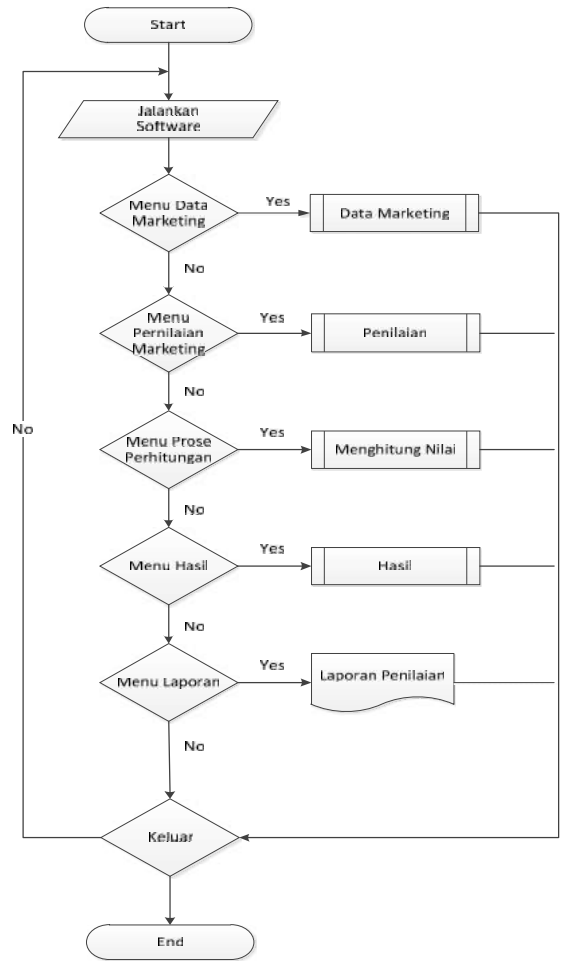 Start
Jalankan
Software
Menu Data
Marketing
Yes
Data Marketing
No
Menu
Pernilaian
Marketing
Yes
Penilaian
No
Menu Prose
Perhitungan
Yes
Menghitung Nilai
No
No
Menu Hasil
Yes
Hasil
No
Menu Laporan
Yes
Laporan Penilaian
No
Keluar
End